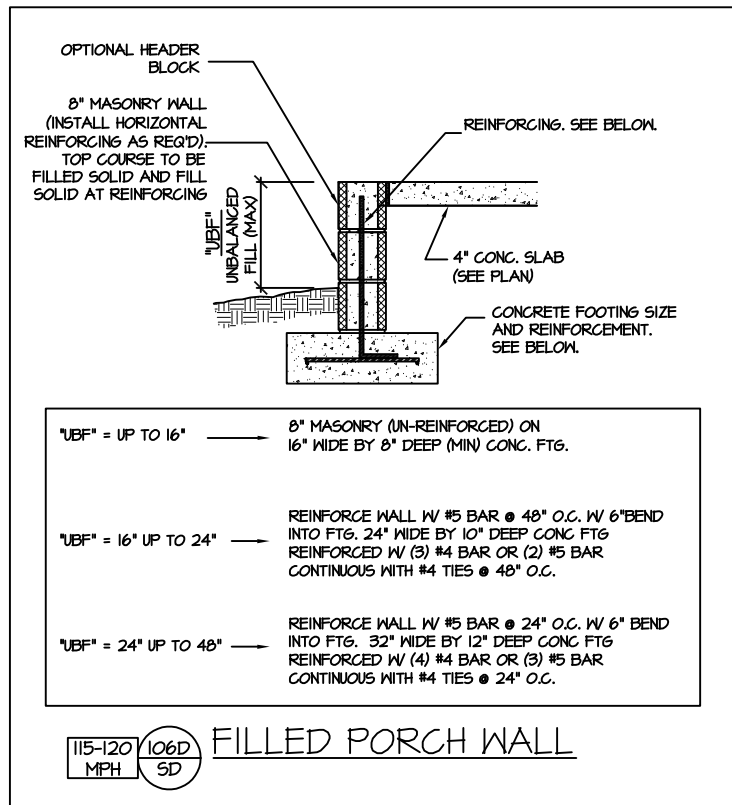 OPTIONAL HEADER
BLOCK
8" MASONRY WALL
(INSTALL HORIZONTAL
REINFORCING AS REQ'D).
TOP COURSE TO BE
FILLED SOLID AND FILL
SOLID AT REINFORCING
"UBF"
UNBALANCED
FILL (MAX)
REINFORCING. SEE BELOW.
4" CONC. SLAB
(SEE PLAN)
CONCRETE FOOTING SIZE
AND REINFORCEMENT.
SEE BELOW.
"UBF" = UP TO 16"
8" MASONRY (UN-REINFORCED) ON
16" WIDE BY 8" DEEP (MIN) CONC. FTG.
"UBF" = 16" UP TO 24"
REINFORCE WALL W/ #5 BAR @ 48" O.C. W/ 6"BEND
INTO FTG. 24" WIDE BY 10" DEEP CONC FTG
REINFORCED W/ (3) #4 BAR OR (2) #5 BAR
CONTINUOUS WITH #4 TIES @ 48" O.C.
"UBF" = 24" UP TO 48"
REINFORCE WALL W/ #5 BAR @ 24" O.C. W/ 6" BEND
INTO FTG. 32" WIDE BY 12" DEEP CONC FTG
REINFORCED W/ (4) #4 BAR OR (3) #5 BAR
CONTINUOUS WITH #4 TIES @ 24" O.C.
115-120
MPH
106D
SD
FILLED PORCH WALL